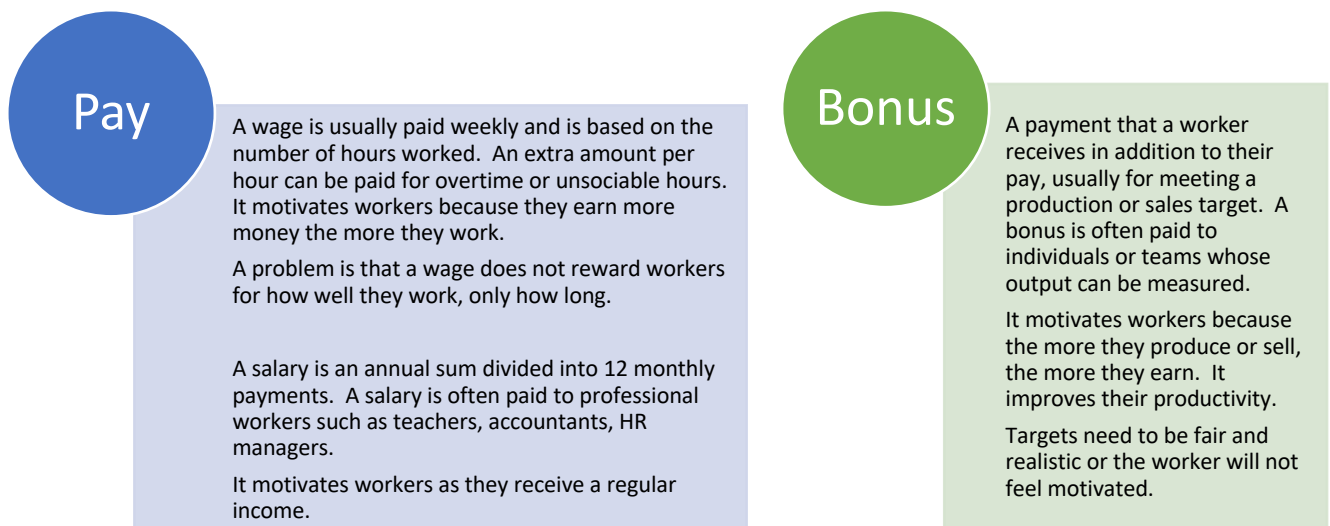 Pay
A wage is usually paid weekly and is based on the
number of hours worked.  An extra amount per
hour can be paid for overtime or unsociable hours.
It motivates workers because they earn more
money the more they work.
A problem is that a wage does not reward workers
for how well they work, only how long.
A salary is an annual sum divided into 12 monthly
payments.  A salary is often paid to professional
workers such as teachers, accountants, HR
managers.
It motivates workers as they receive a regular
income.
Bonus
A payment that a worker
receives in addition to their
pay, usually for meeting a
production or sales target.  A
bonus is often paid to
individuals or teams whose
output can be measured.
It motivates workers because
the more they produce or sell,
the more they earn.  It
improves their productivity.
Targets need to be fair and
realistic or the worker will not
feel motivated.